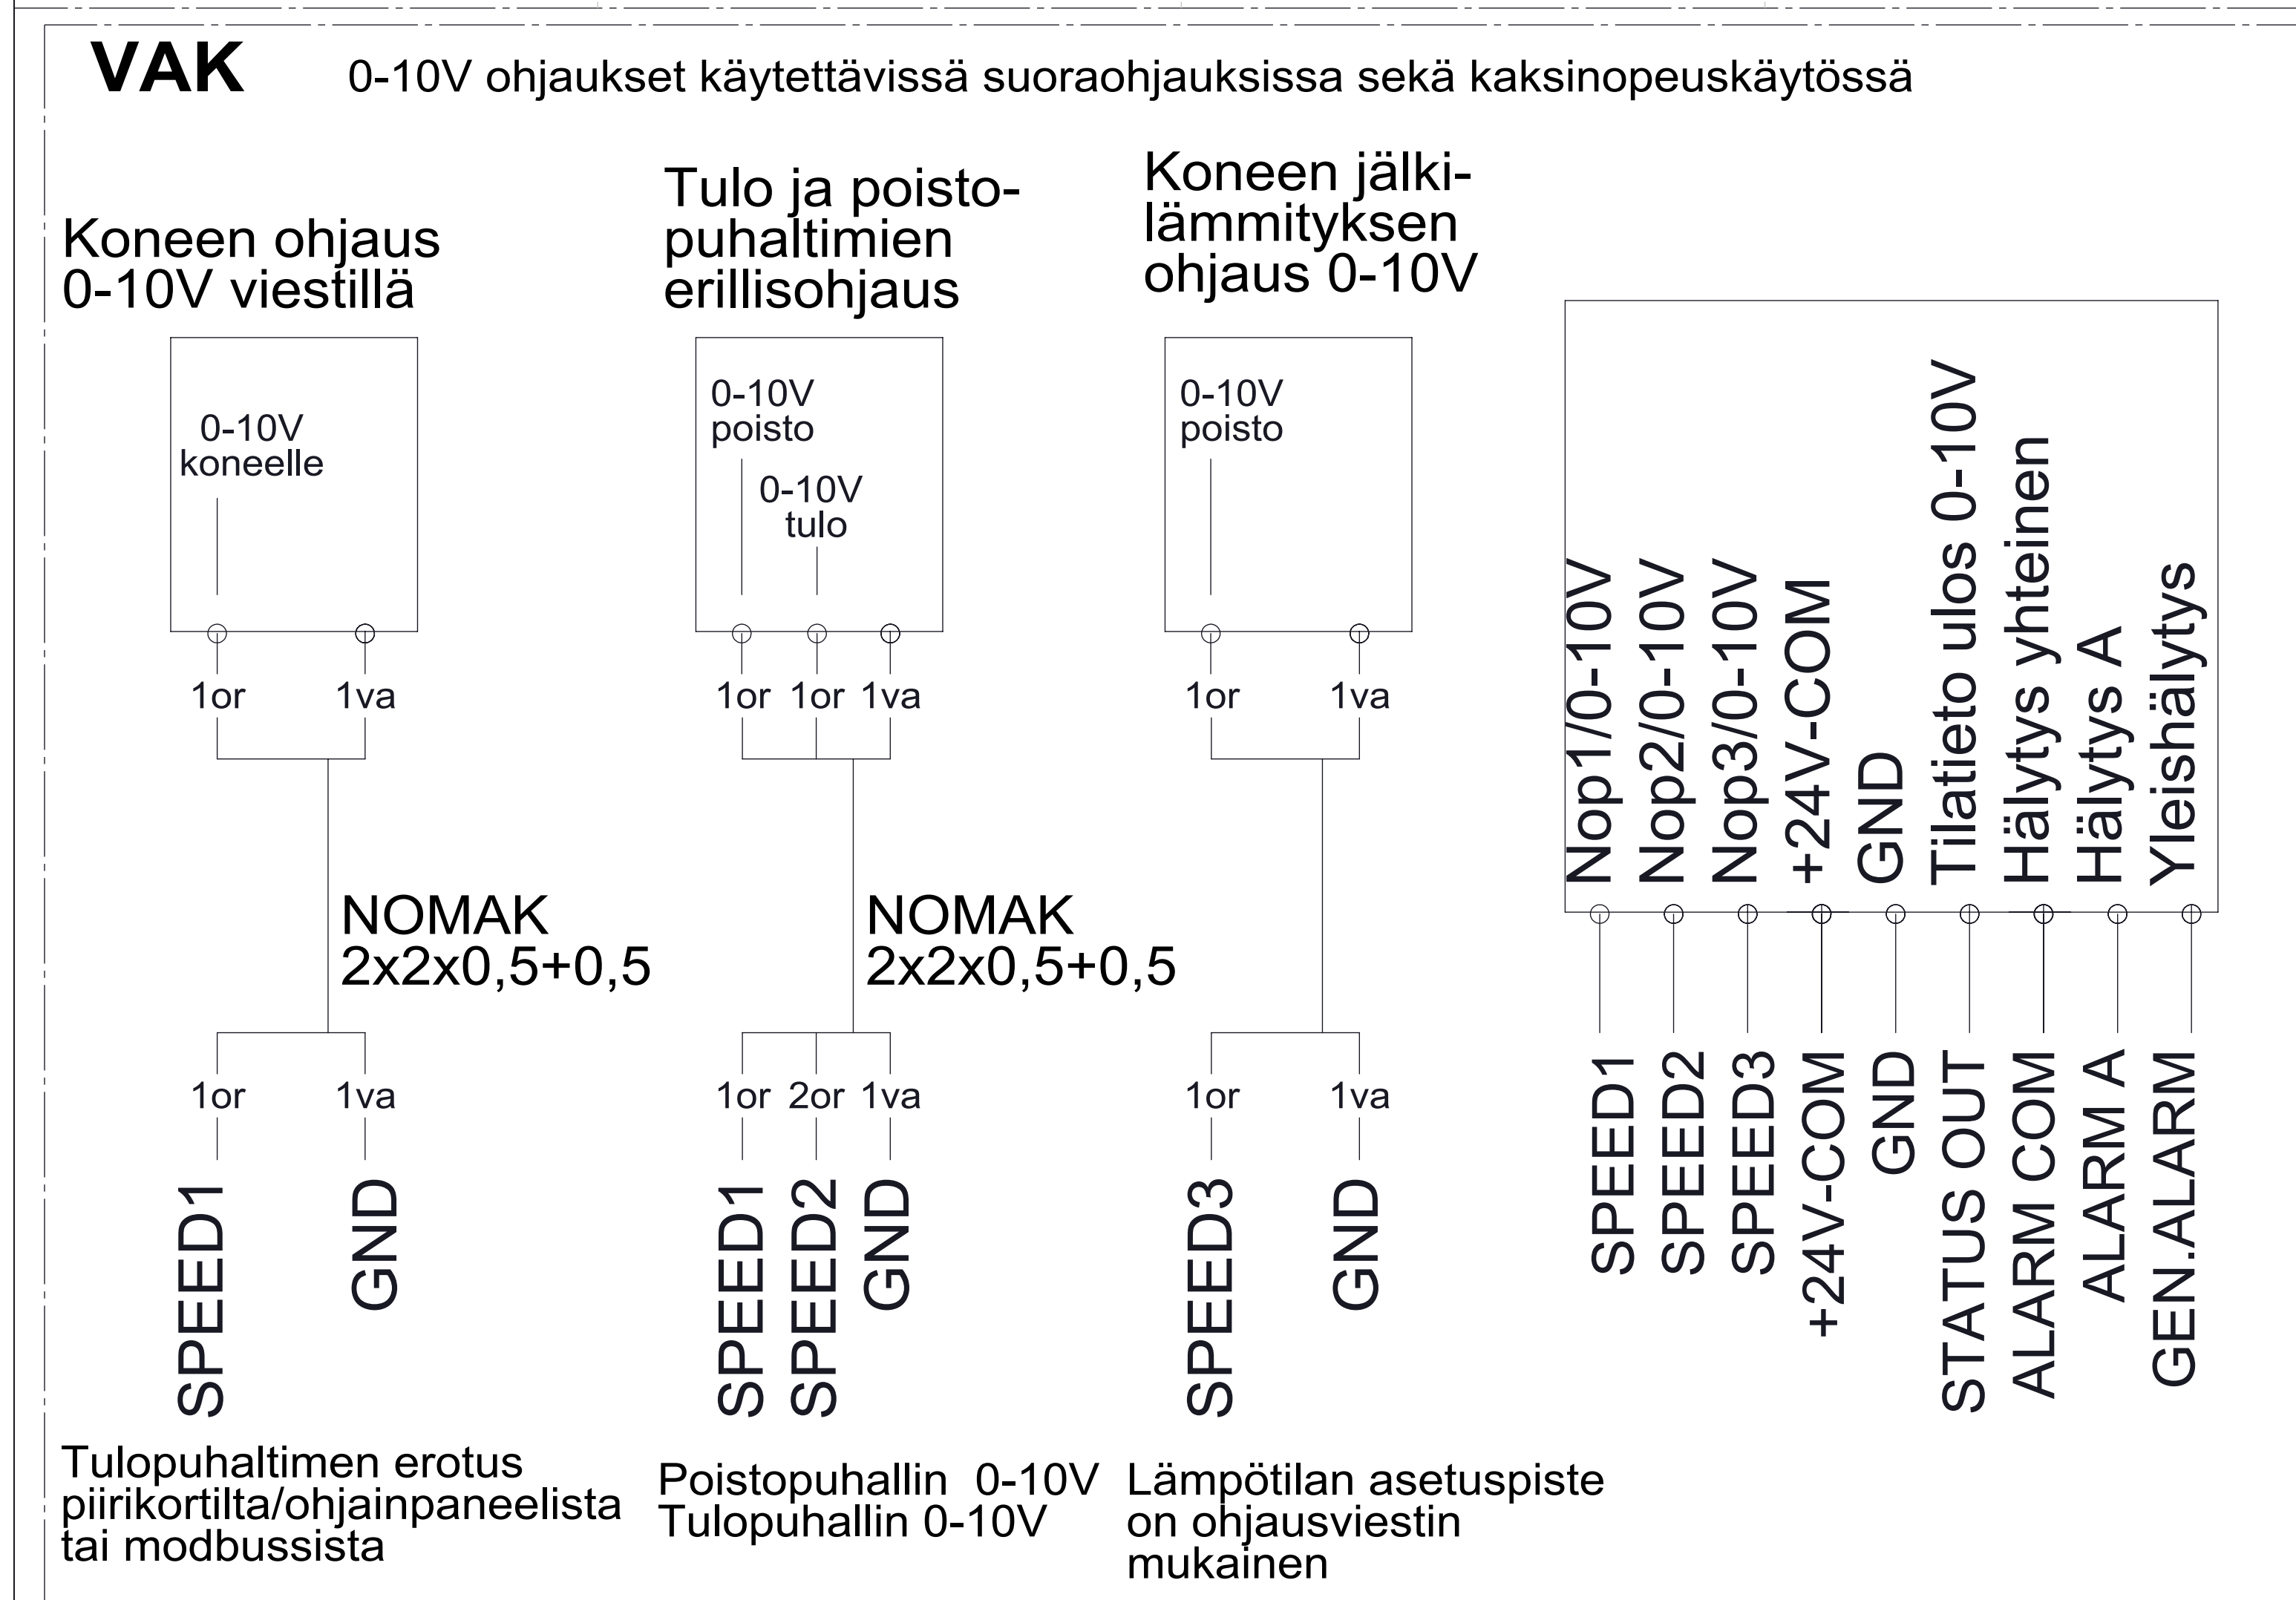 VAK
0-10V ohjaukset käytettävissä suoraohjauksissa sekä kaksinopeuskäytössä
Koneen ohjaus
0-10V viestillä
0-10V
koneelle
1or 1va
NOMAK
2x2x0,5+0,5
1or 1va
SPEED1
GND
Tulopuhaltimen erotus
piirikortilta/ohjainpaneelista
tai modbussista
Tulo ja poisto-
puhaltimien
erillisohjaus
0-10V
poisto
0-10V
tulo
1or 1or 1va
NOMAK
2x2x0,5+0,5
1or 2or 1va
SPEED1
SPEED2
GND
Poistopuhallin 0-10V
Tulopuhallin 0-10V
Koneen jälki-
lämmityksen
ohjaus 0-10V
0-10V
poisto
1or 1va
1or 1va
SPEED3
GND
Lämpötilan asetuspiste
on ohjausviestin
mukainen
Nop1/0-10V
Nop2/0-10V
Nop3/0-10V
+24V-COM
GND
Tilatieto ulos 0-10V
Hälytys yhteinen
Hälytys A
Yleishälytys
SPEED1
SPEED2
SPEED3
+24V-COM
GND
STATUS OUT
ALARM COM
ALARM A
GEN.ALARM